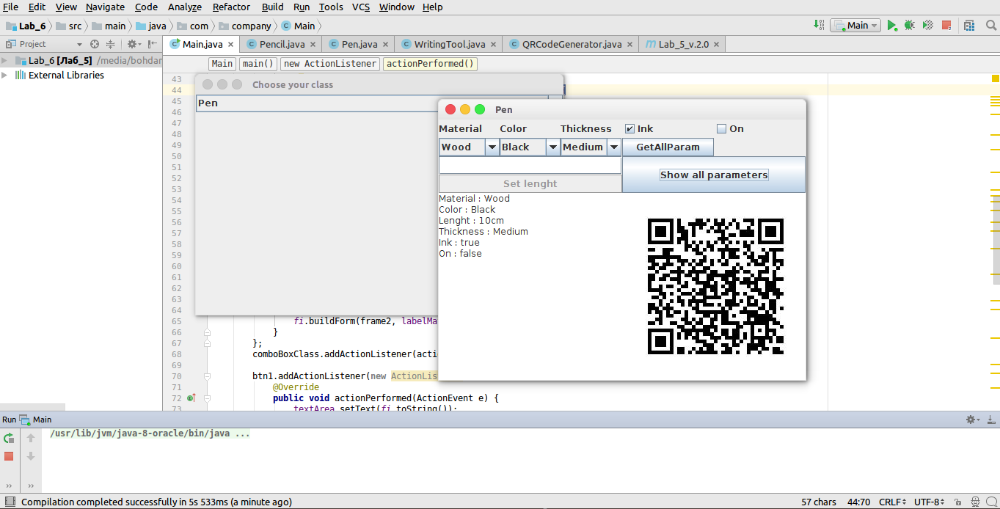 File Edit View Navigate Code Analyze Refactor Build Run Tools VCS Window Help
Lab_6 src main java com company Main Main
Project Main.java Pencil.java Pen.java WritingTool.java QRCodeGenerator.java Lab_5_v.2.0
Lab_6 [Лаб_5] /media/bohdan
External Libraries
Main main() new ActionListener actionPerformed()
43
44
45
46
47
48
49
50
51
52
53
54
55
56
57
58
59
60
61
62
63
64
Choose your class
Pen
Pen
Material Color Thickness Ink On
Wood Black Medium GetAllParam
Show all parameters
Set lenght
Material : Wood
Color : Black
Lenght : 10cm
Thickness : Medium
Ink : true
On : false
65 fi.buildForm(frame2, labelMa
66 }
67 };
68 comboBoxClass.addActionListener(acti
69
70 btn1.addActionListener(new ActionLis
71 @Override
72 public void actionPerformed(ActionEvent e) {
73 textArea.setText(fi.toString());
Run Main
/usr/lib/jvm/java-8-oracle/bin/java ...
Compilation completed successfully in 5s 533ms (a minute ago) 57 chars 44:70 CRLF UTF-8